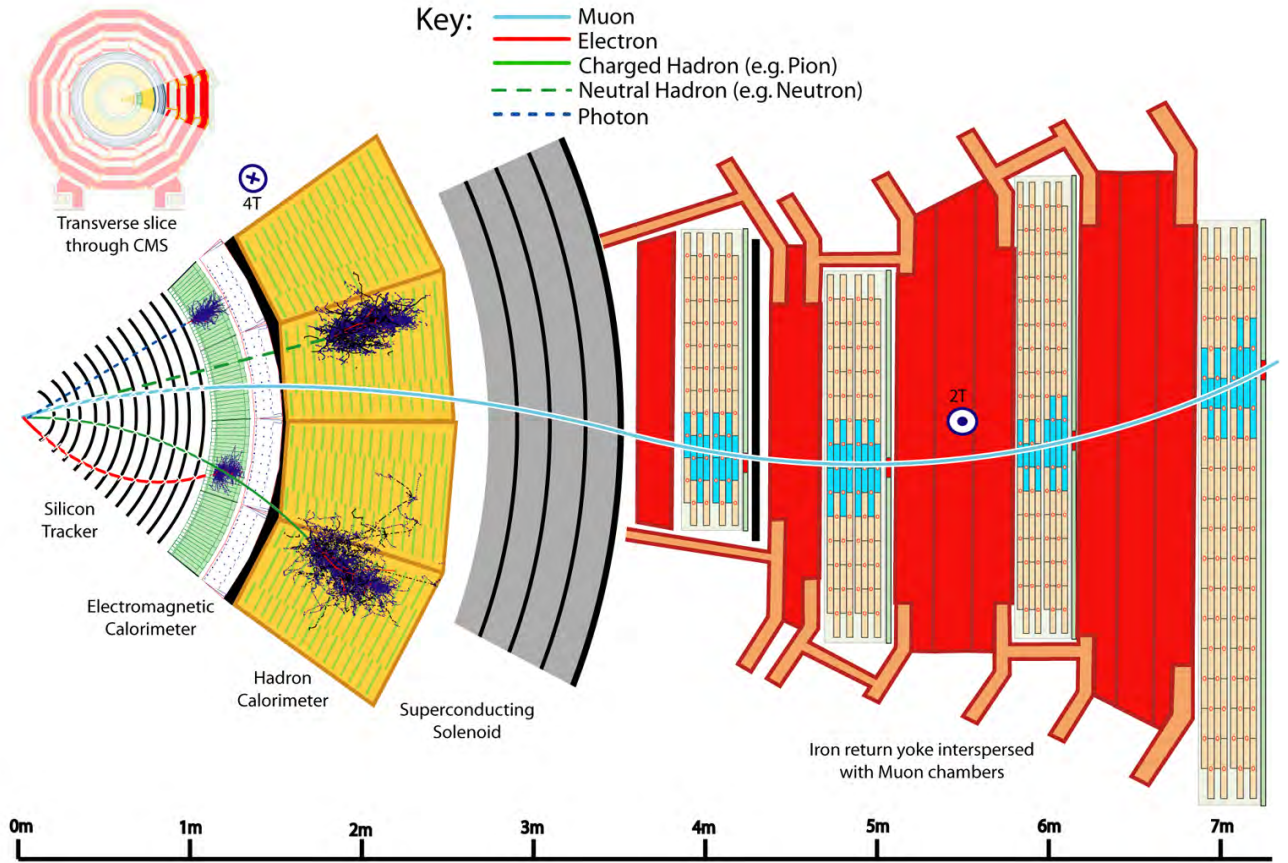 Key:
Muon
Electron
Charged Hadron (e.g. Pion)
Neutral Hadron (e.g. Neutron)
Photon
Transverse slice
through CMS
4T
2T
Silicon
Tracker
Electromagnetic
Calorimeter
Hadron
Calorimeter
Superconducting
Solenoid
Iron return yoke interspersed
with Muon chambers
0m 1m 2m 3m 4m 5m 6m 7m